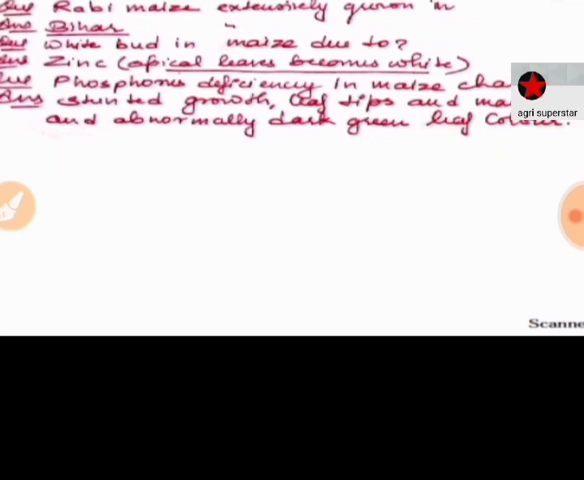 Que Rabi maize extensively grown in
Ans Bihar "
Que White bud in maize due to?
Ans Zinc (apical leaves becomes white)
Que Phosphorus deficiency in maize cha
Ans stunted growth, leaf tips and ma
and abnormally dark green leaf Colour.
agri superstar
Scanne